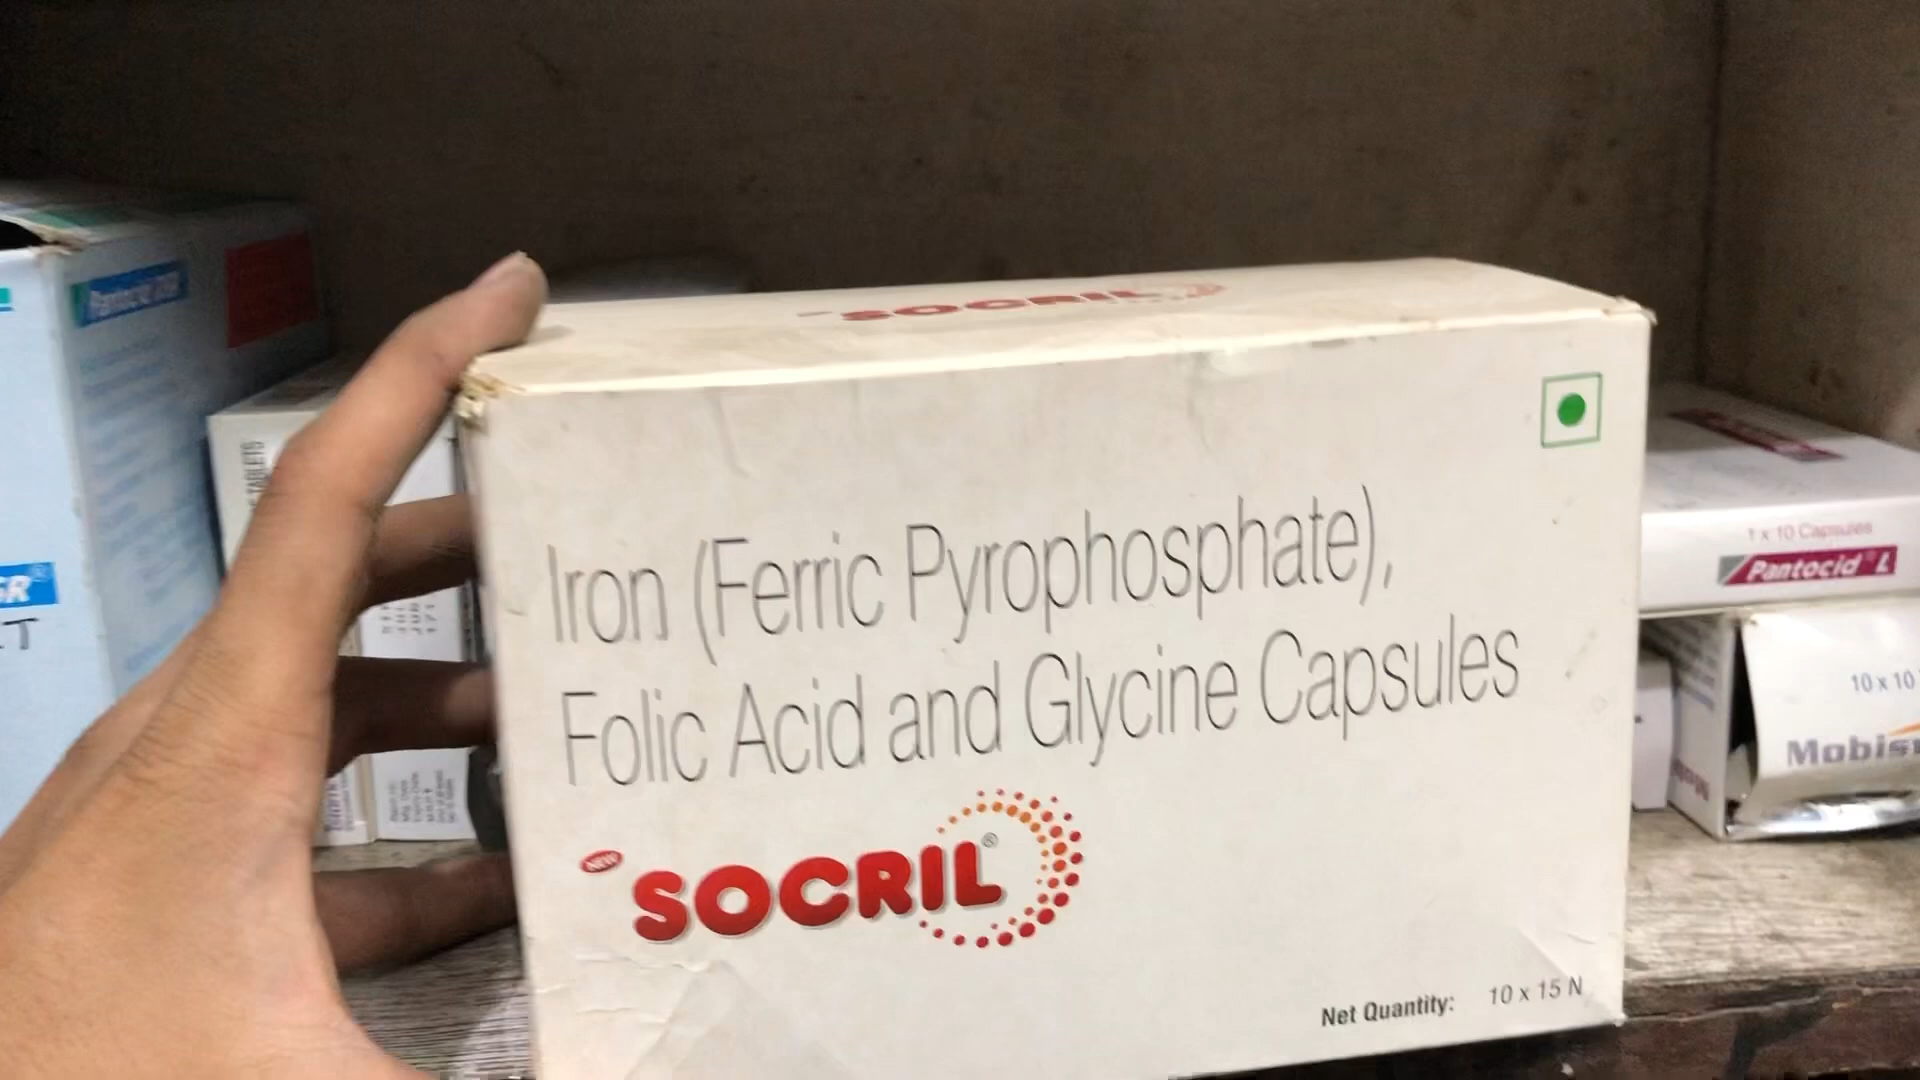 SOCRIL
Iron (Ferric Pyrophosphate),
Folic Acid and Glycine Capsules
NEW
SOCRIL®
Net Quantity: 10 x 15 N
TABLETS
1 x 10 Capsules
Pantocid® L
10 x 10